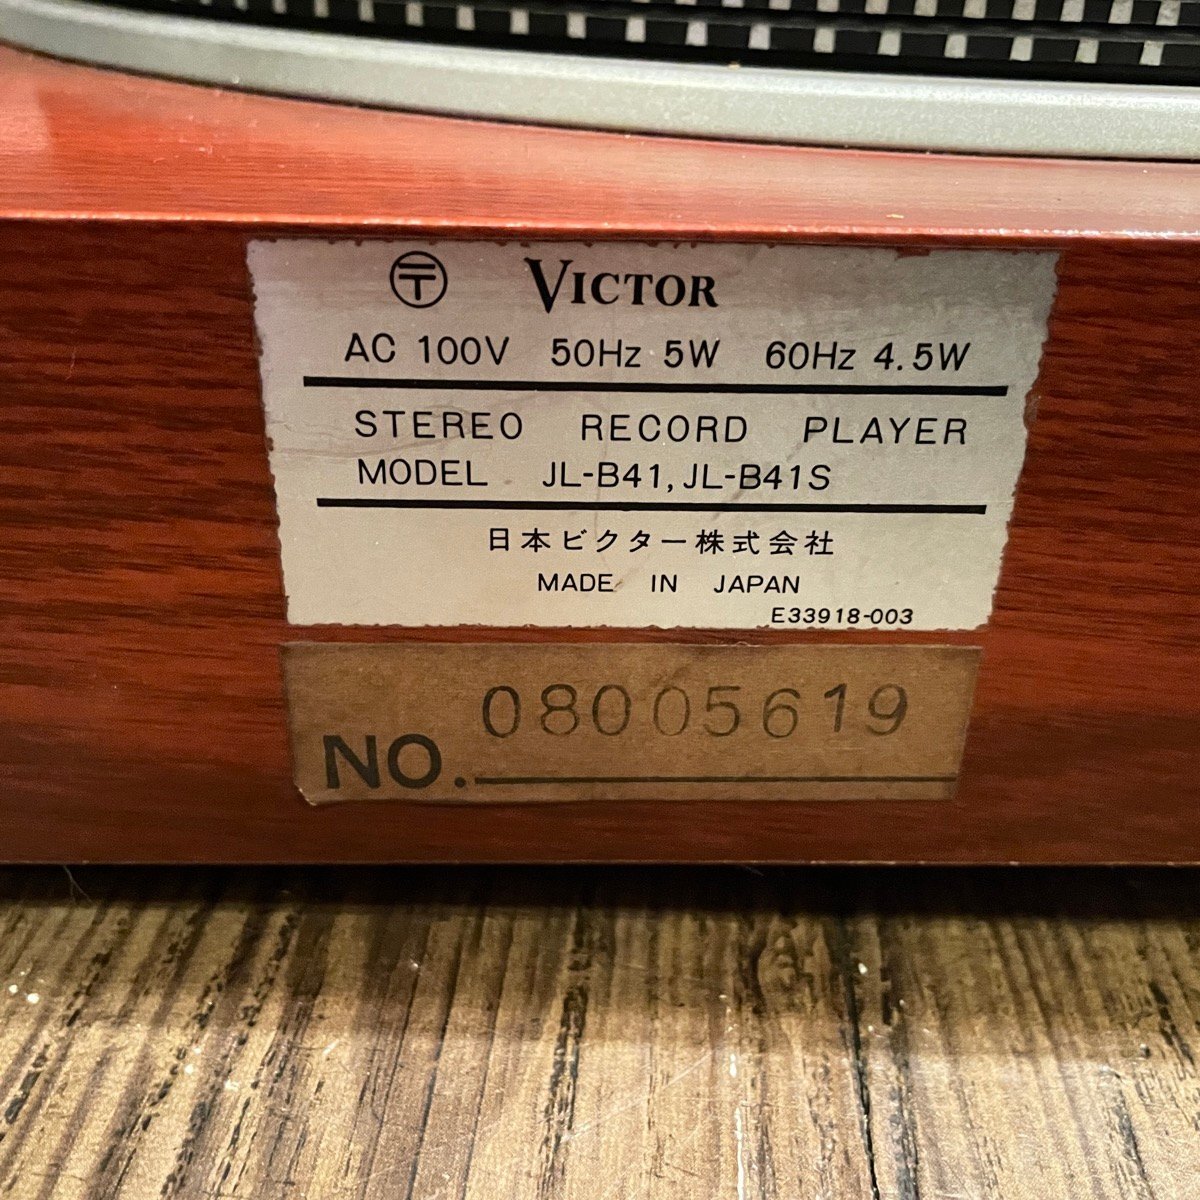 〶 VICTOR
AC 100V 50Hz 5W 60Hz 4.5W
STEREO RECORD PLAYER
MODEL JL-B41, JL-B41S
日本ビクター株式会社
MADE IN JAPAN
E33918-003
NO. 08005619